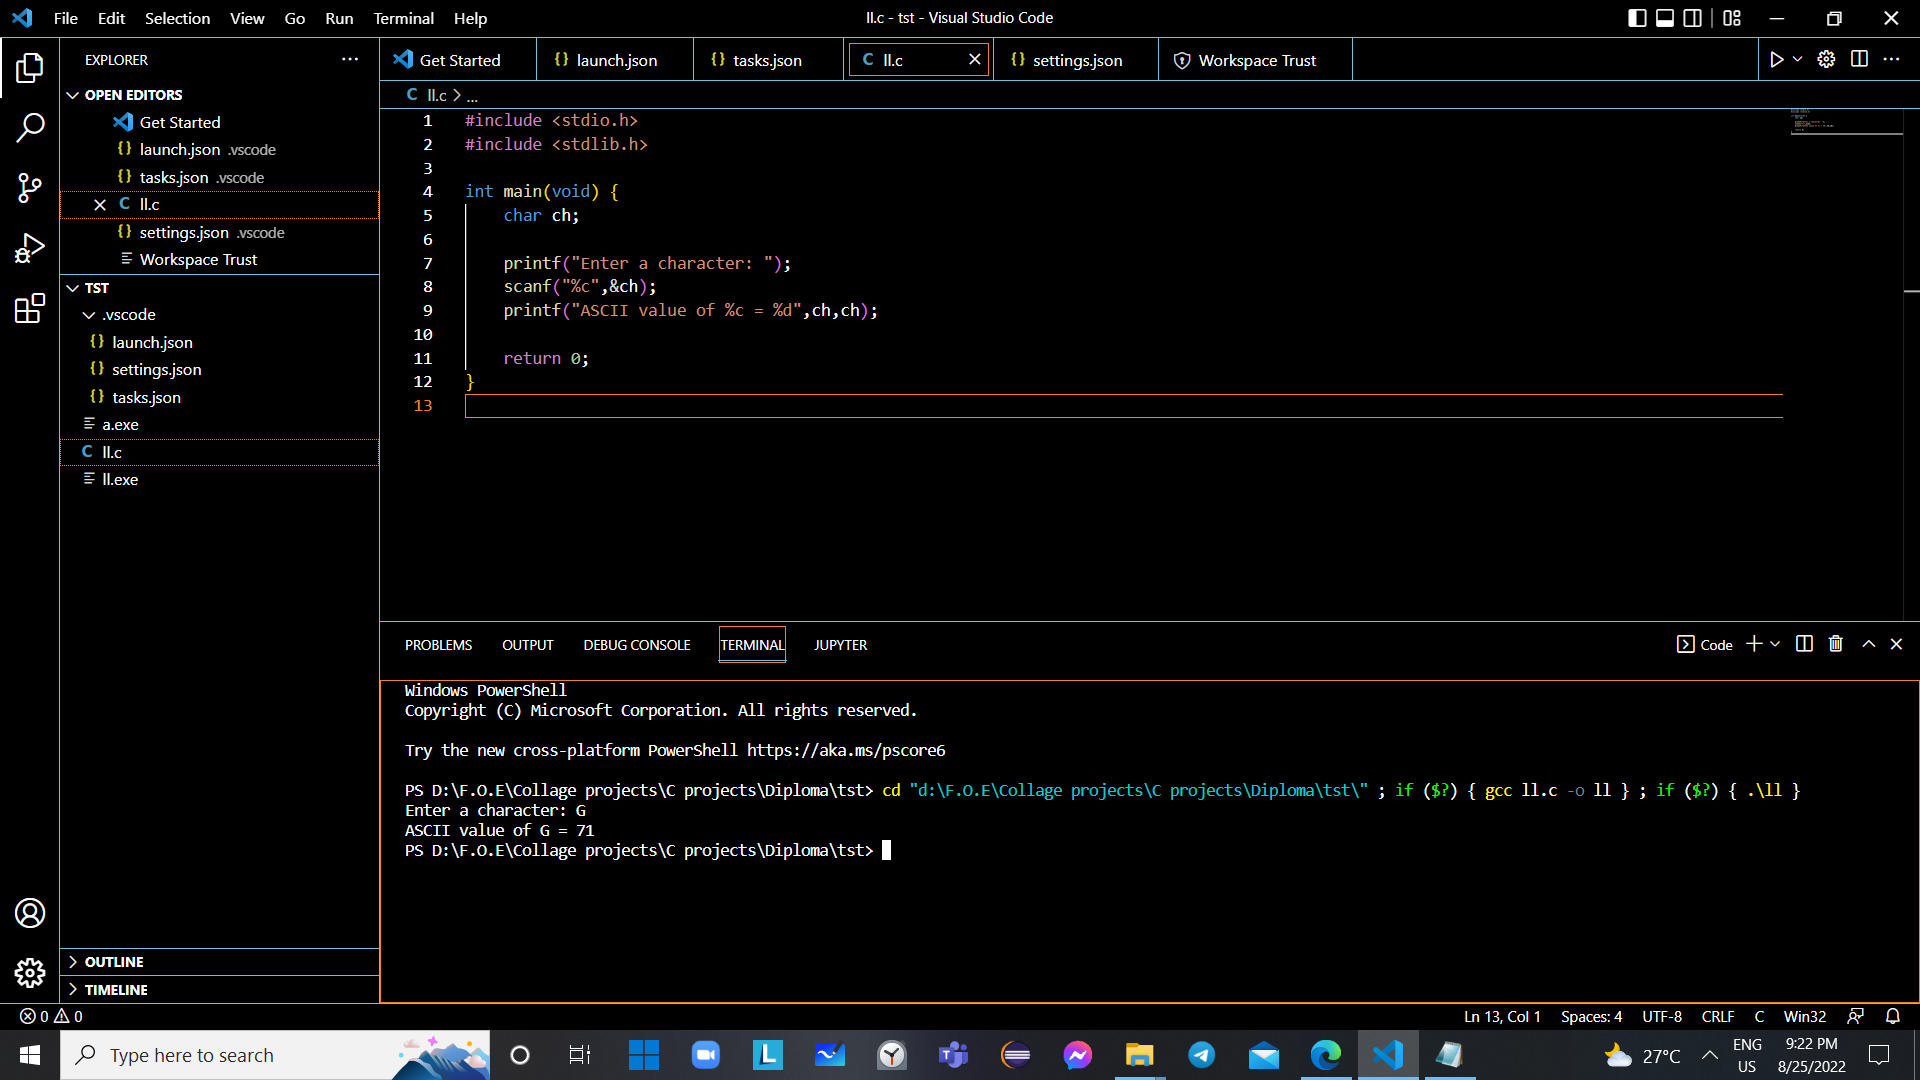 File Edit Selection View Go Run Terminal Help
ll.c - tst - Visual Studio Code
EXPLORER
OPEN EDITORS
Get Started
launch.json .vscode
tasks.json .vscode
C ll.c
settings.json .vscode
Workspace Trust
TST
.vscode
launch.json
settings.json
tasks.json
a.exe
C ll.c
ll.exe
OUTLINE
TIMELINE
Get Started launch.json tasks.json C ll.c settings.json Workspace Trust
C ll.c > ...
1 #include <stdio.h>
2 #include <stdlib.h>
3
4 int main(void) {
5 char ch;
6
7 printf("Enter a character: ");
8 scanf("%c",&ch);
9 printf("ASCII value of %c = %d",ch,ch);
10
11 return 0;
12 }
13
PROBLEMS OUTPUT DEBUG CONSOLE TERMINAL JUPYTER
Code
Windows PowerShell
Copyright (C) Microsoft Corporation. All rights reserved.
Try the new cross-platform PowerShell https://aka.ms/pscore6
PS D:\F.O.E\Collage projects\C projects\Diploma\tst> cd "d:\F.O.E\Collage projects\C projects\Diploma\tst\" ; if ($?) { gcc ll.c -o ll } ; if ($?) { .\ll }
Enter a character: G
ASCII value of G = 71
PS D:\F.O.E\Collage projects\C projects\Diploma\tst>
0 0
Ln 13, Col 1 Spaces: 4 UTF-8 CRLF C Win32
Type here to search
L
27°C
ENG
US
9:22 PM
8/25/2022